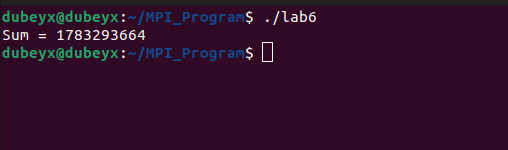 dubeyx@dubeyx:~/MPI_Program$ ./lab6
Sum = 1783293664
dubeyx@dubeyx:~/MPI_Program$